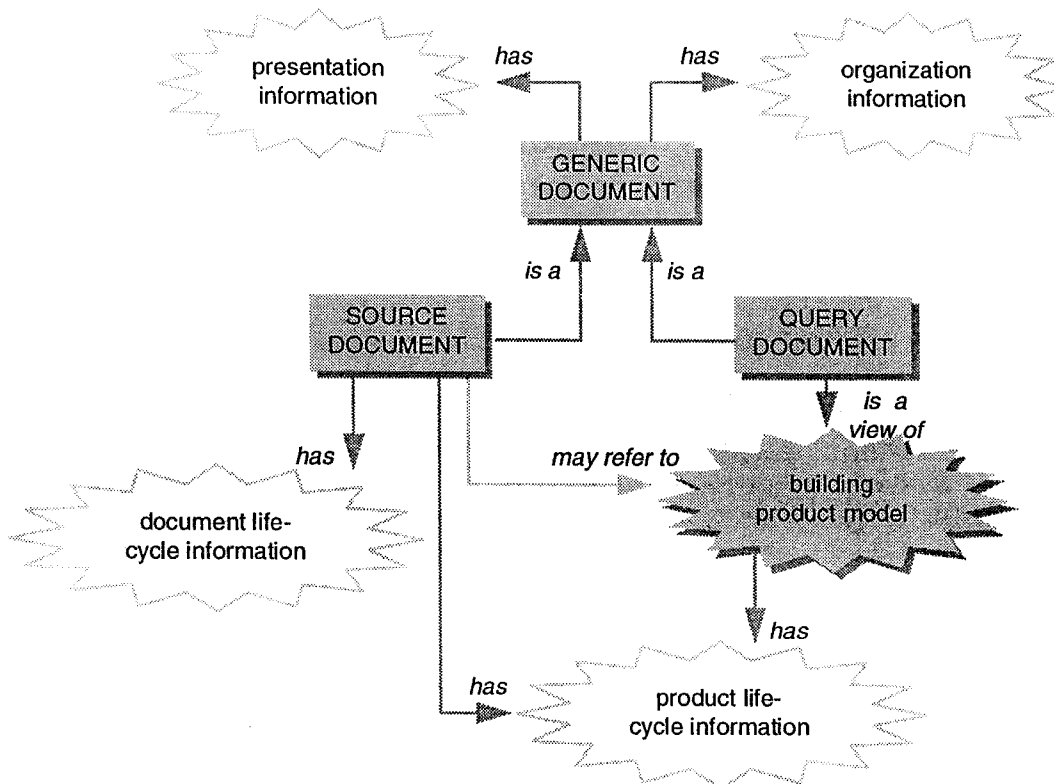 has
has
presentation
information
organization
information
GENERIC
DOCUMENT
is a
is a
SOURCE
DOCUMENT
QUERY
DOCUMENT
is a
view of
has
may refer to
building
product model
document life-
cycle information
has
has
product life-
cycle information